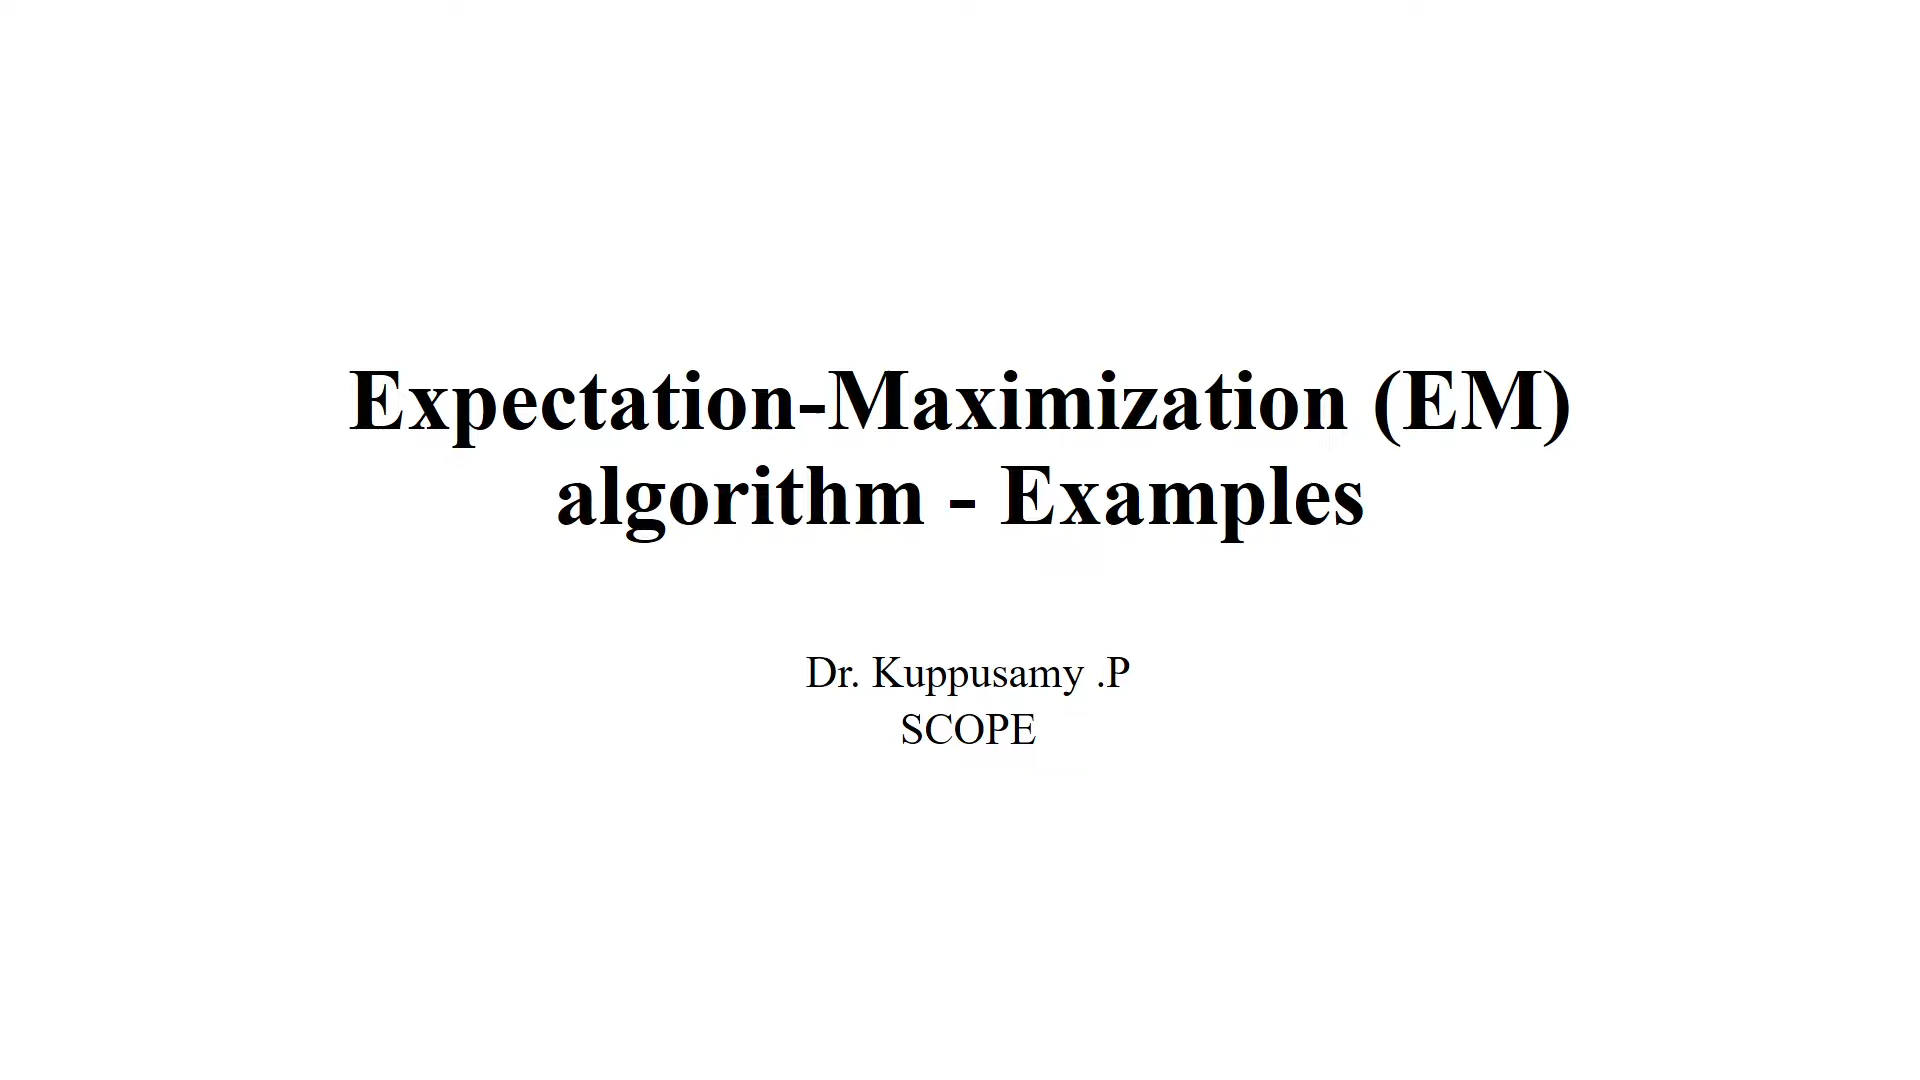 Expectation-Maximization (EM)
algorithm - Examples
Dr. Kuppusamy .P
SCOPE